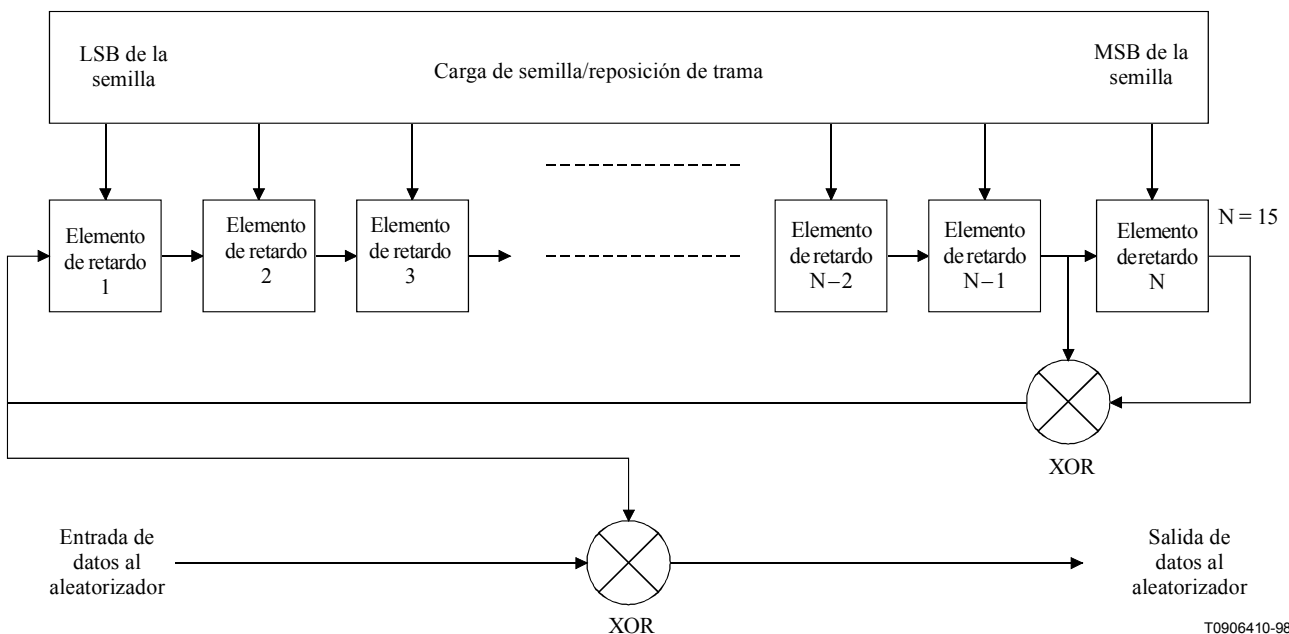 LSB de la
semilla
Carga de semilla/reposición de trama
MSB de la
semilla
Elemento
de retardo
1
Elemento
de retardo
2
Elemento
de retardo
3
Elemento
de retardo
N–2
Elemento
de retardo
N–1
Elemento
de retardo
N
N = 15
XOR
Entrada de
datos al
aleatorizador
XOR
Salida de
datos al
aleatorizador
T0906410-98